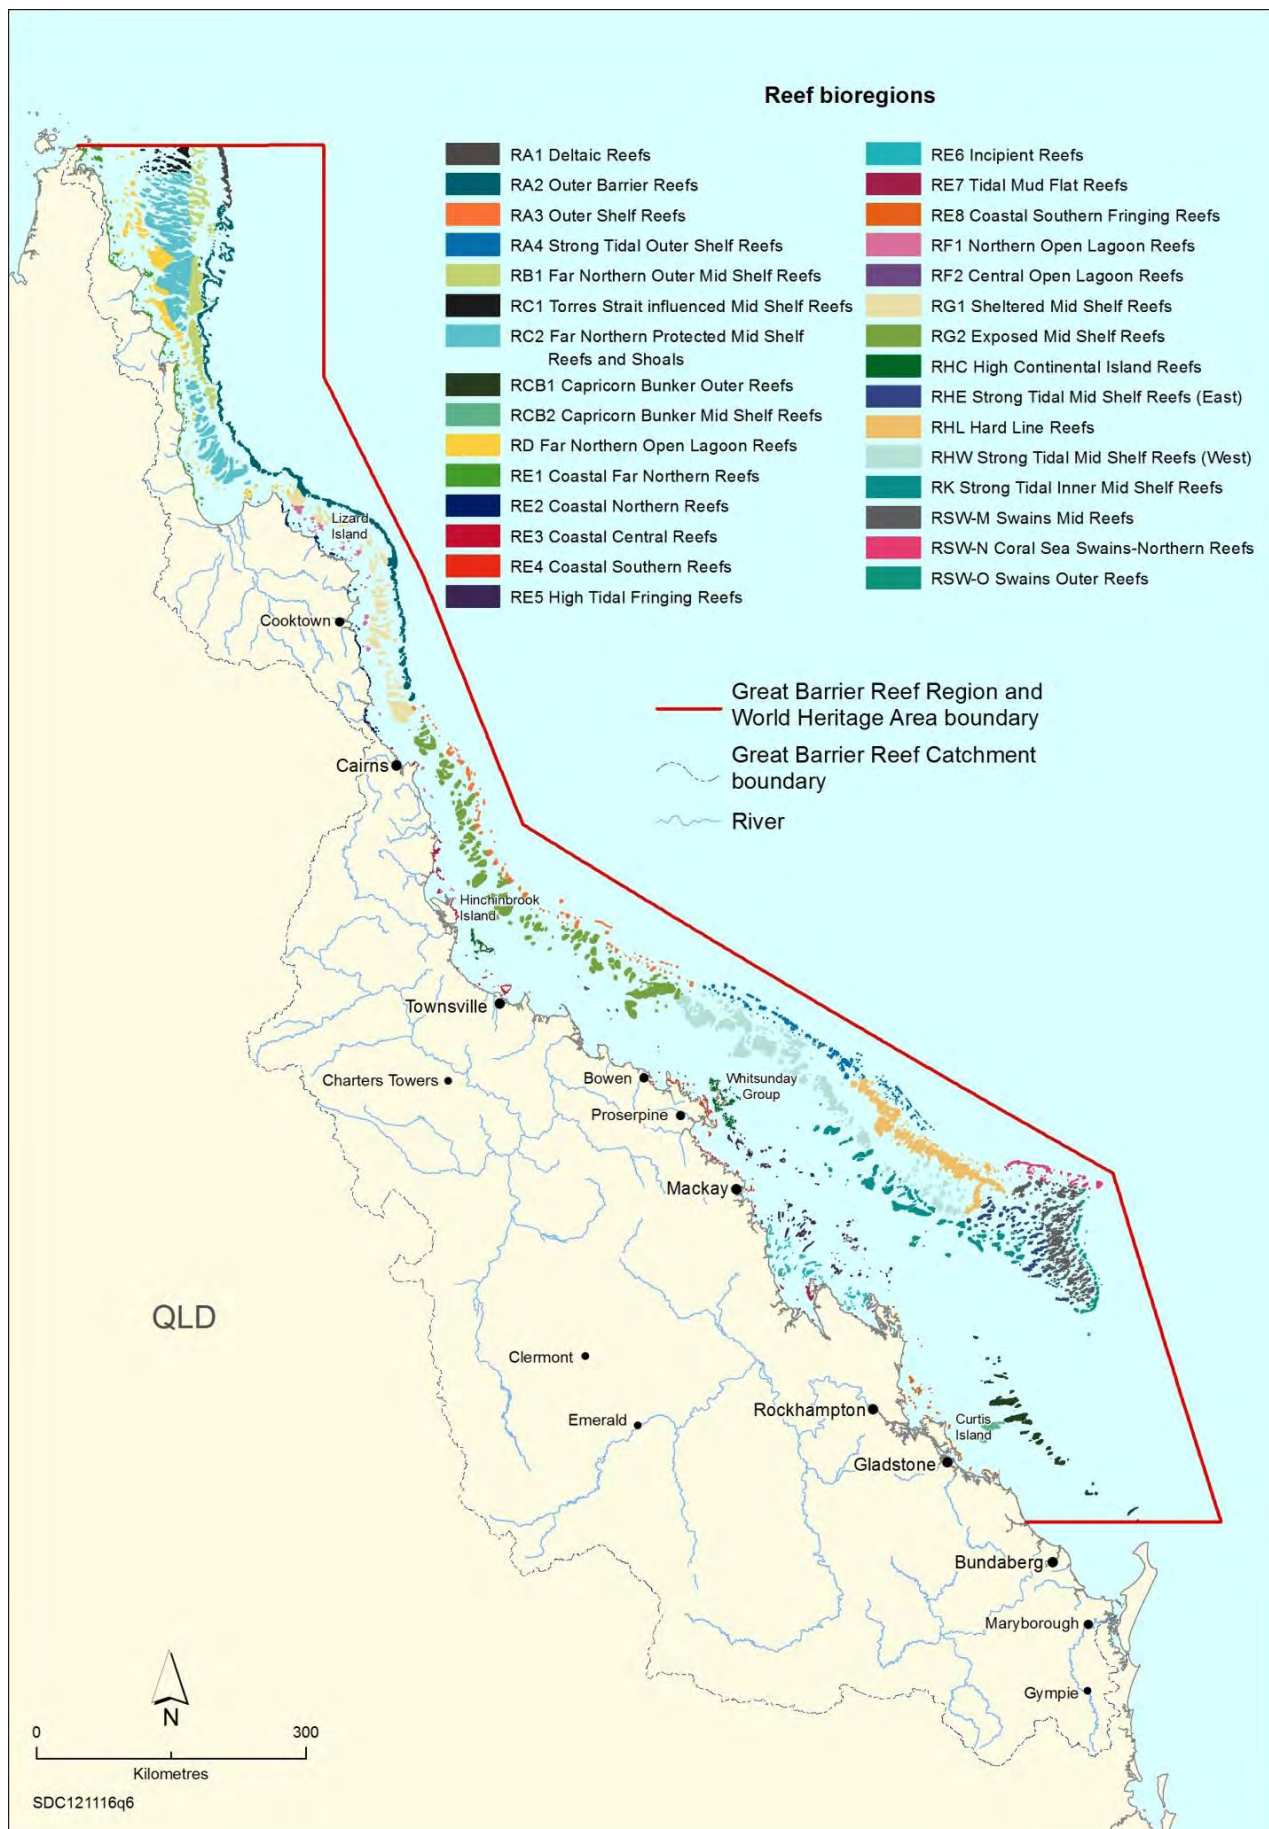 Reef bioregions
RA1 Deltaic Reefs
RA2 Outer Barrier Reefs
RA3 Outer Shelf Reefs
RA4 Strong Tidal Outer Shelf Reefs
RB1 Far Northern Outer Mid Shelf Reefs
RC1 Torres Strait influenced Mid Shelf Reefs
RC2 Far Northern Protected Mid Shelf
Reefs and Shoals
RCB1 Capricorn Bunker Outer Reefs
RCB2 Capricorn Bunker Mid Shelf Reefs
RD Far Northern Open Lagoon Reefs
RE1 Coastal Far Northern Reefs
RE2 Coastal Northern Reefs
RE3 Coastal Central Reefs
RE4 Coastal Southern Reefs
RE5 High Tidal Fringing Reefs
RE6 Incipient Reefs
RE7 Tidal Mud Flat Reefs
RE8 Coastal Southern Fringing Reefs
RF1 Northern Open Lagoon Reefs
RF2 Central Open Lagoon Reefs
RG1 Sheltered Mid Shelf Reefs
RG2 Exposed Mid Shelf Reefs
RHC High Continental Island Reefs
RHE Strong Tidal Mid Shelf Reefs (East)
RHL Hard Line Reefs
RHW Strong Tidal Mid Shelf Reefs (West)
RK Strong Tidal Inner Mid Shelf Reefs
RSW-M Swains Mid Reefs
RSW-N Coral Sea Swains-Northern Reefs
RSW-O Swains Outer Reefs
Great Barrier Reef Region and
World Heritage Area boundary
Great Barrier Reef Catchment
boundary
River
Lizard
Island
Cooktown
Cairns
Hinchinbrook
Island
Townsville
Charters Towers
Bowen
Whitsunday
Group
Proserpine
Mackay
QLD
Clermont
Emerald
Rockhampton
Curtis
Island
Gladstone
Bundaberg
Maryborough
Gympie
N
0 300
Kilometres
SDC121116q6